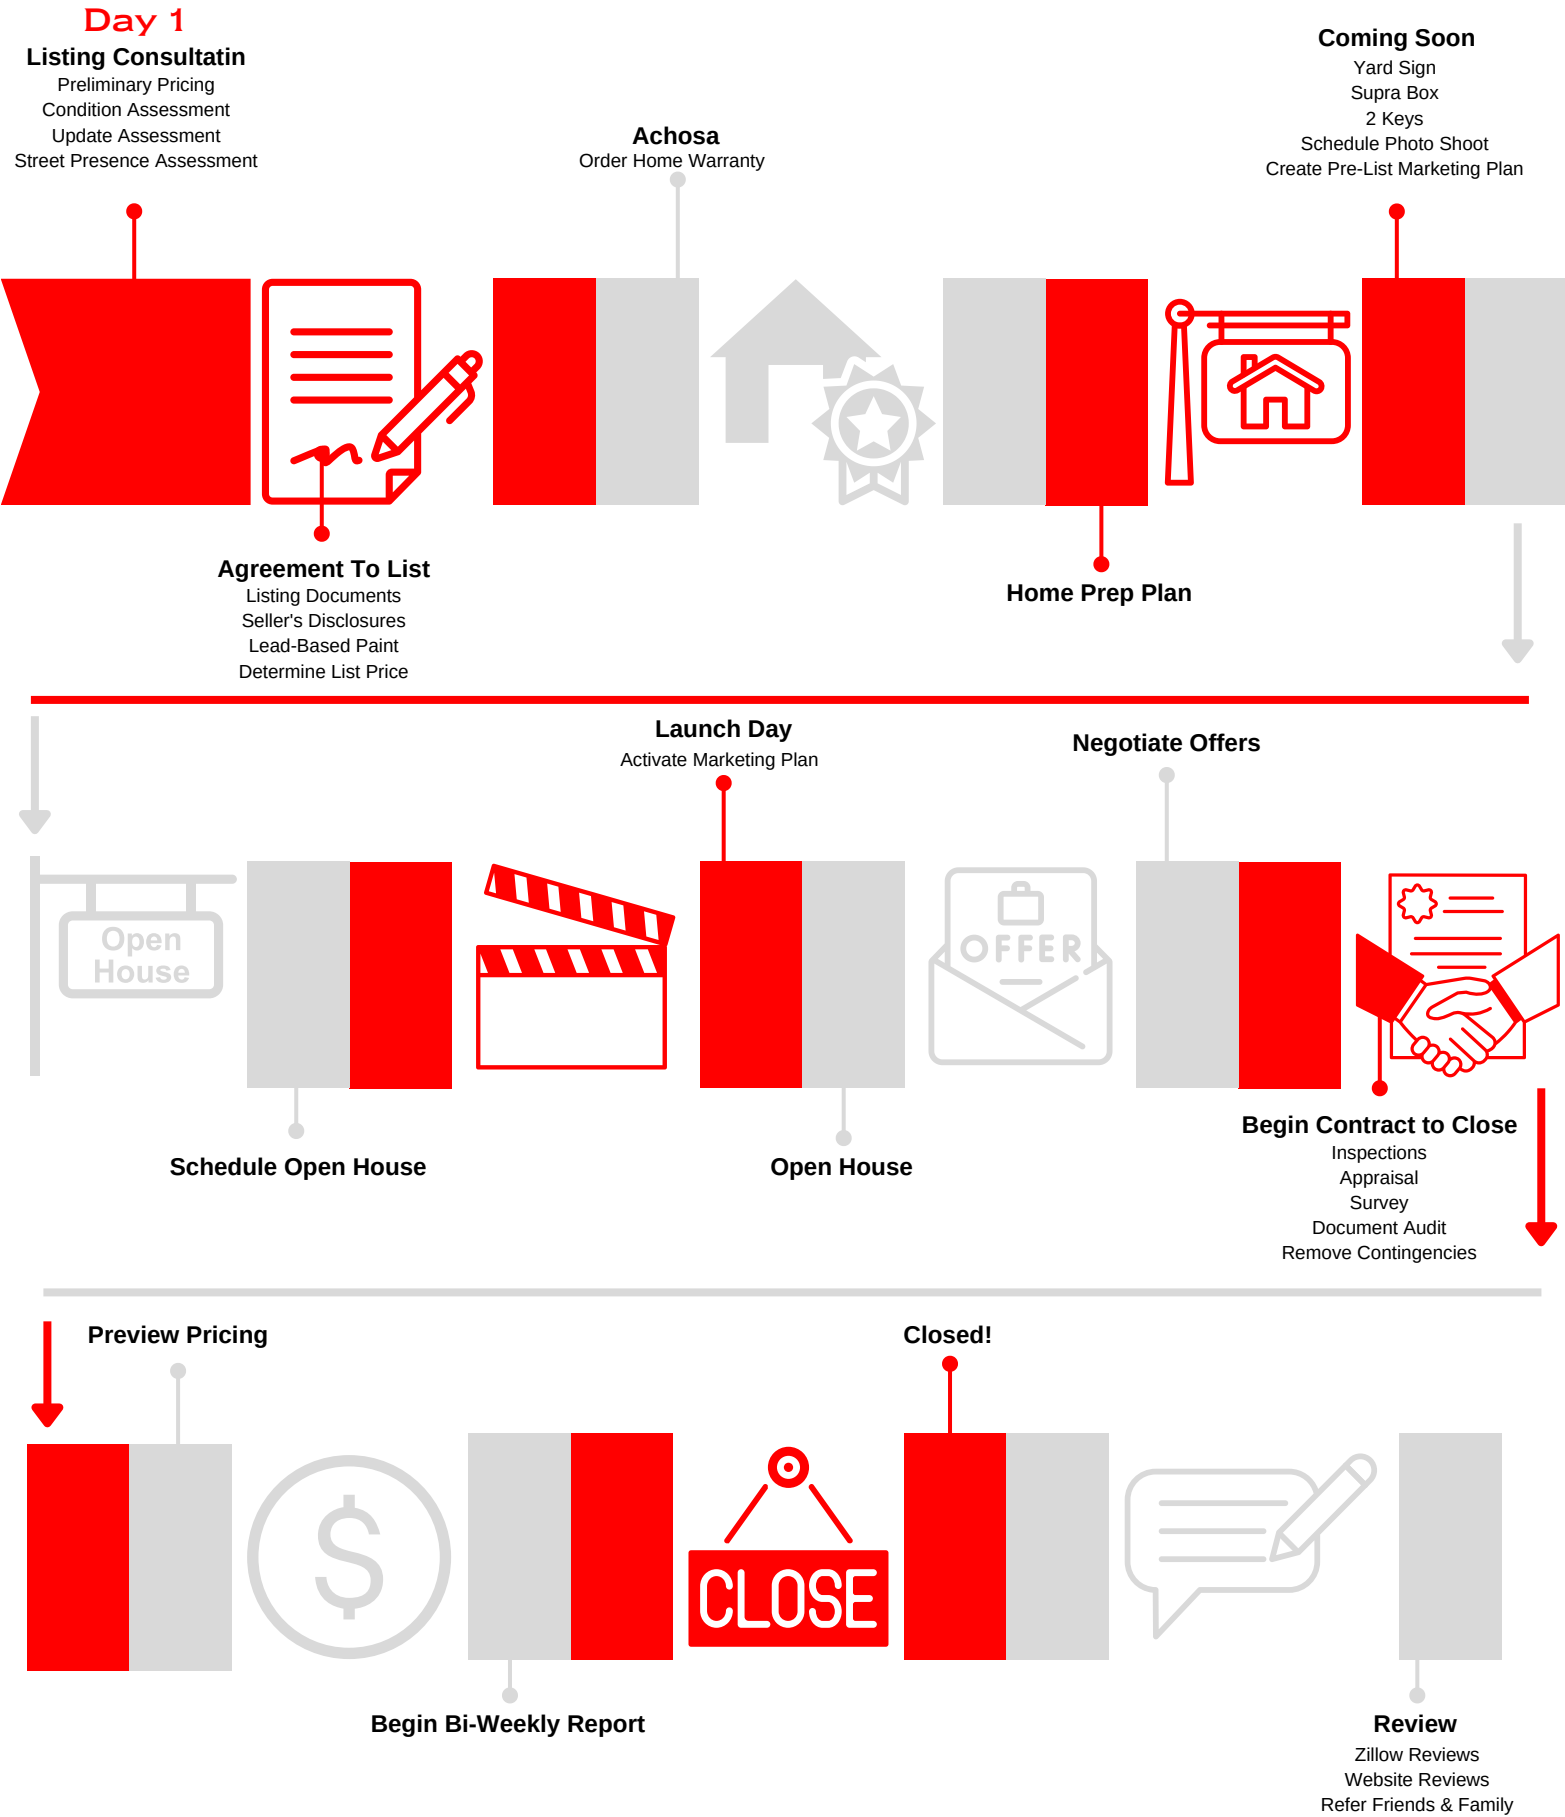 Day 1
Listing Consultatin
Preliminary Pricing
Condition Assessment
Update Assessment
Street Presence Assessment
Agreement To List
Listing Documents
Seller's Disclosures
Lead-Based Paint
Determine List Price
Achosa
Order Home Warranty
Home Prep Plan
Coming Soon
Yard Sign
Supra Box
2 Keys
Schedule Photo Shoot
Create Pre-List Marketing Plan
Open
House
Schedule Open House
Launch Day
Activate Marketing Plan
Open House
OFFER
Negotiate Offers
Begin Contract to Close
Inspections
Appraisal
Survey
Document Audit
Remove Contingencies
Preview Pricing
$
Begin Bi-Weekly Report
CLOSE
Closed!
Review
Zillow Reviews
Website Reviews
Refer Friends & Family